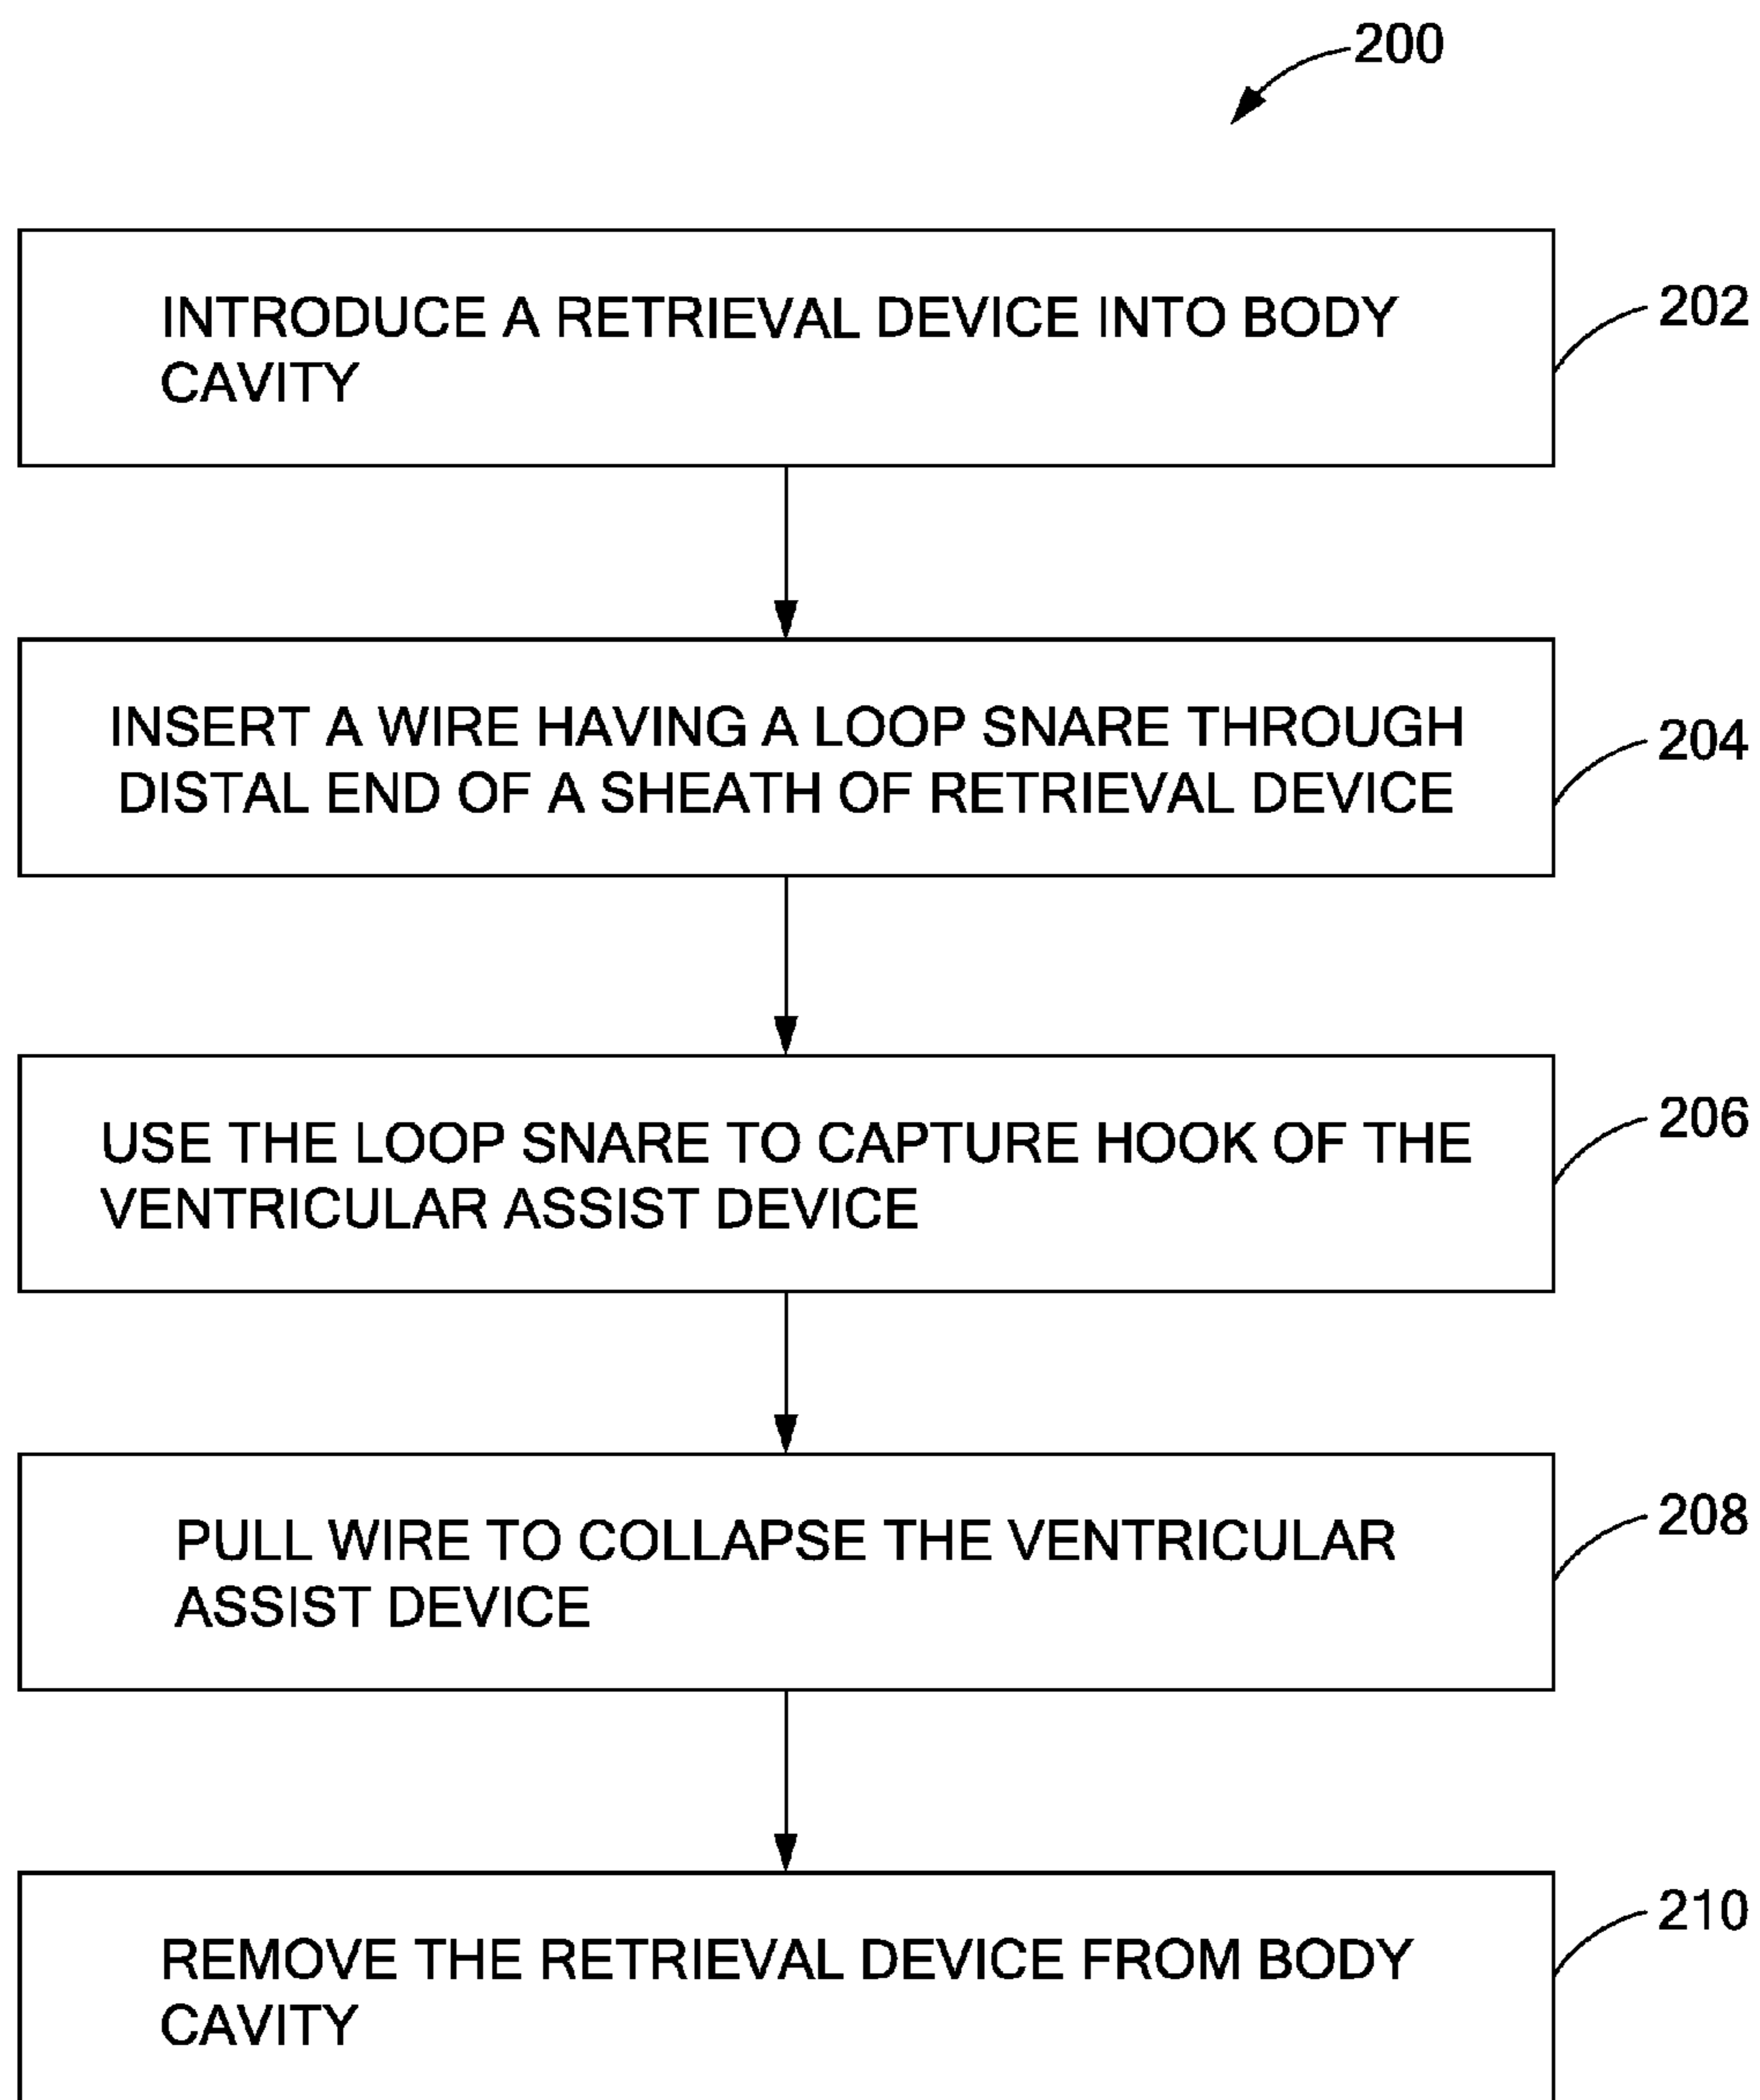 200
INTRODUCE A RETRIEVAL DEVICE INTO BODY
CAVITY
202
INSERT A WIRE HAVING A LOOP SNARE THROUGH
DISTAL END OF A SHEATH OF RETRIEVAL DEVICE
204
USE THE LOOP SNARE TO CAPTURE HOOK OF THE
VENTRICULAR ASSIST DEVICE
206
PULL WIRE TO COLLAPSE THE VENTRICULAR
ASSIST DEVICE
208
REMOVE THE RETRIEVAL DEVICE FROM BODY
CAVITY
210